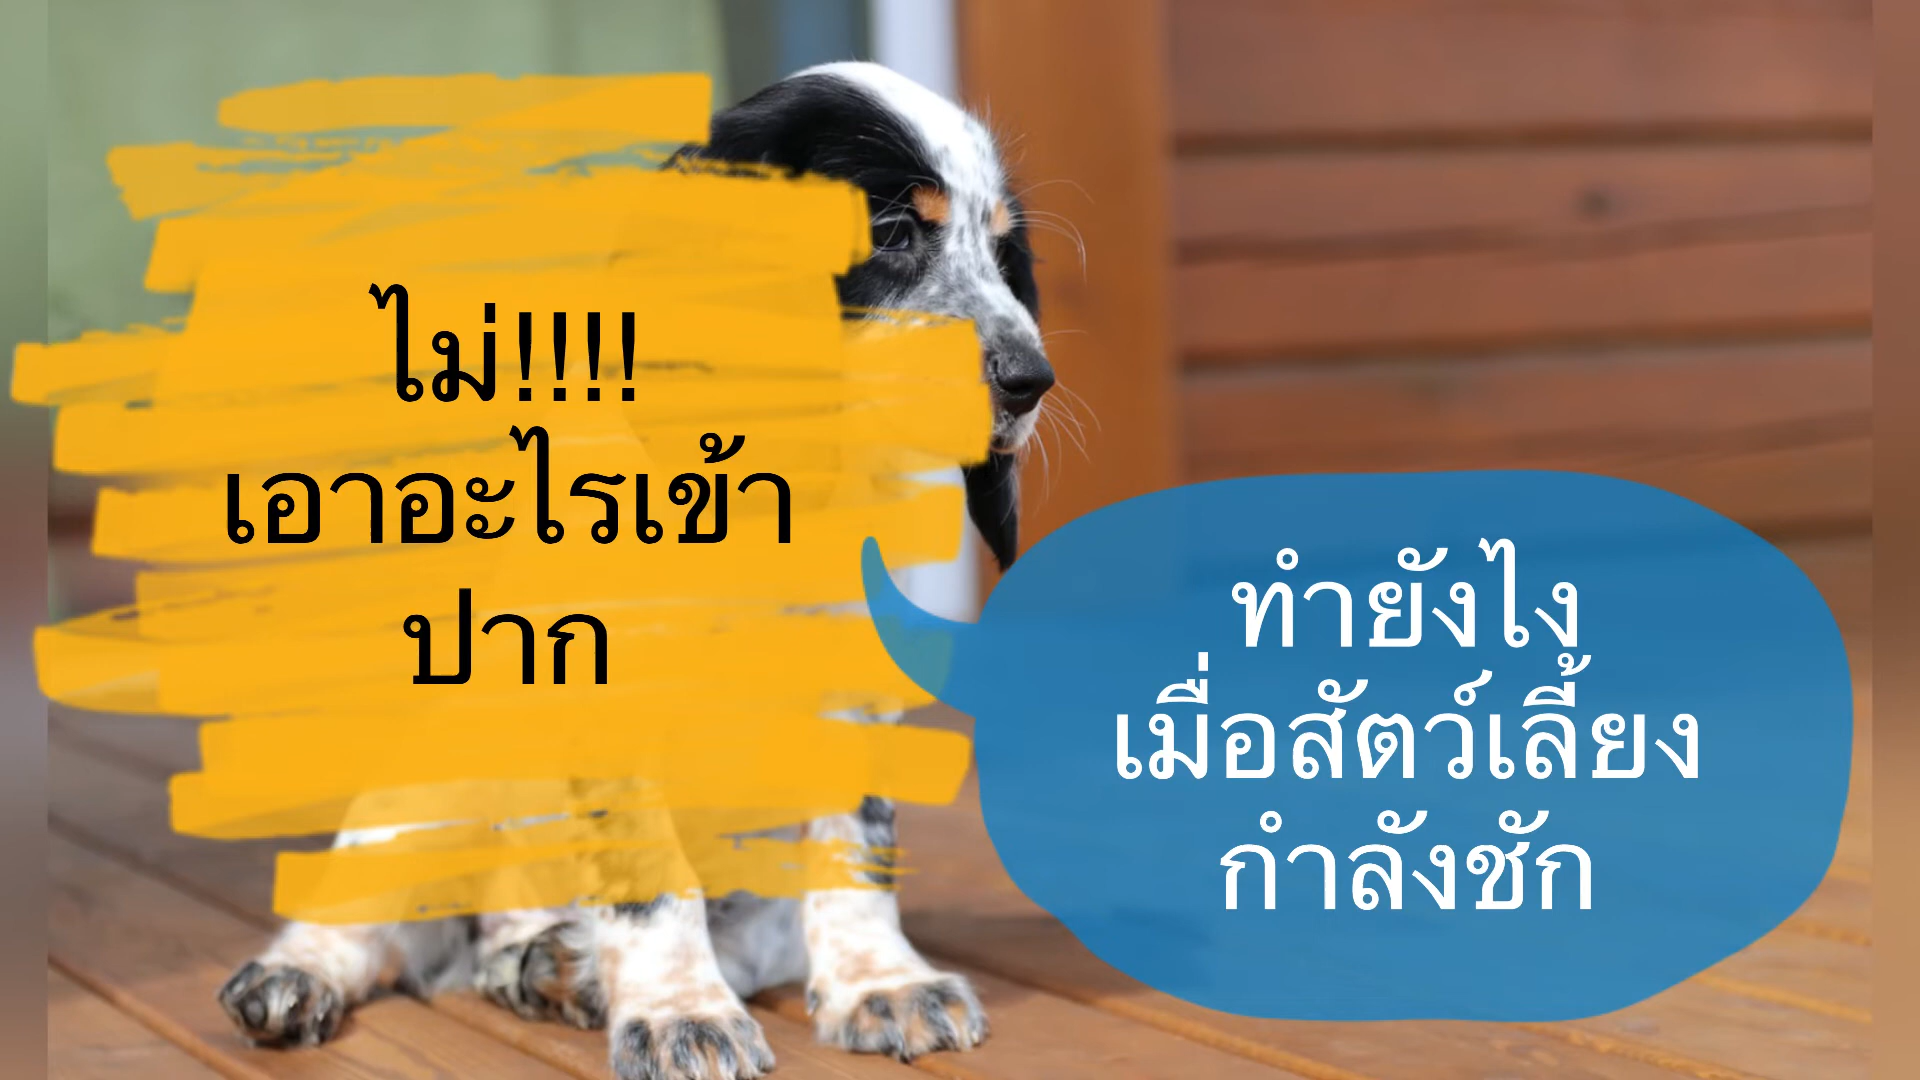 ไม่!!!!
เอาอะไรเข้า
ปาก
ทำยังไง
เมื่อสัตว์เลี้ยง
กำลังชัก